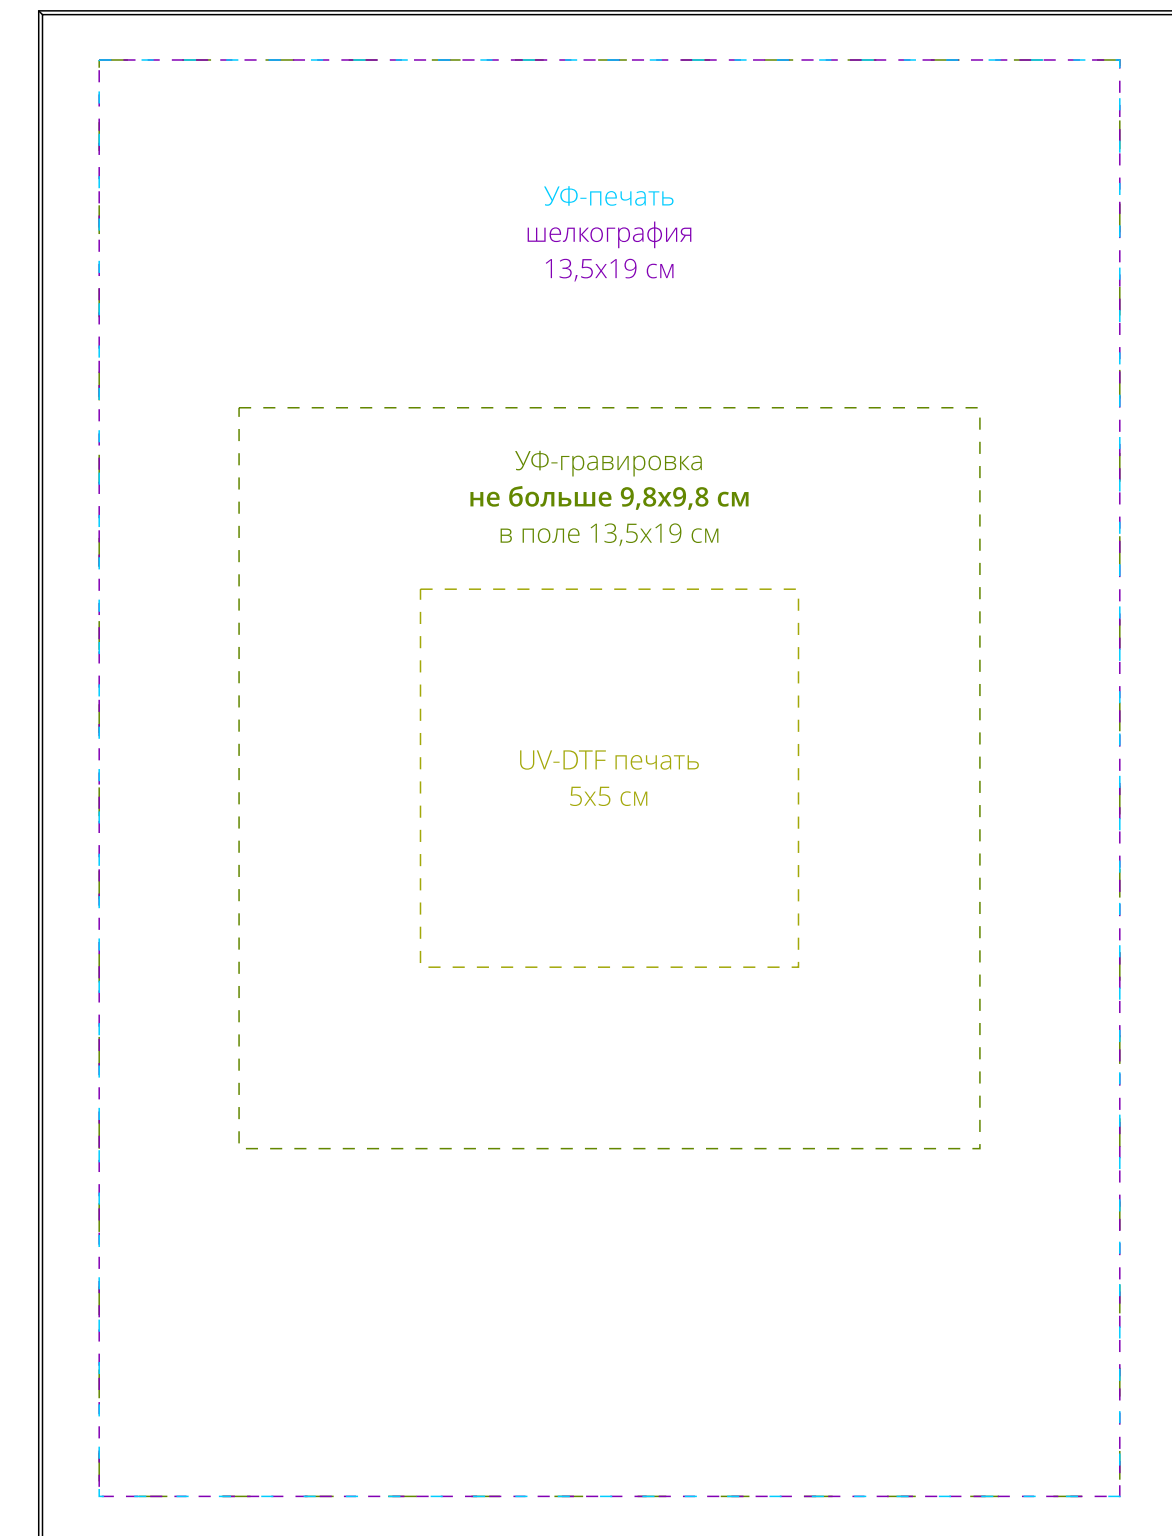 УФ-печать
шелкография
13,5х19 см
УФ-гравировка
не больше 9,8х9,8 см
в поле 13,5х19 см
UV-DTF печать
5х5 см